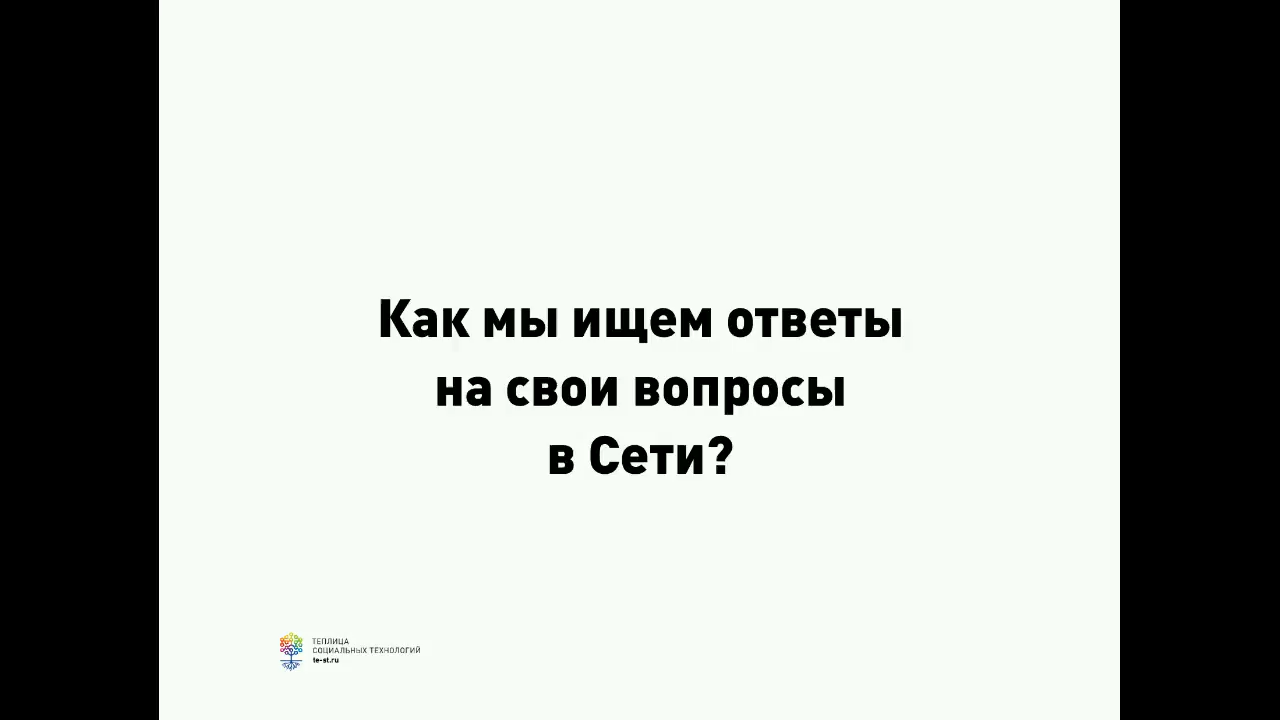 Как мы ищем ответы
на свои вопросы
в Сети?
ТЕПЛИЦА
СОЦИАЛЬНЫХ ТЕХНОЛОГИЙ
te-st.ru